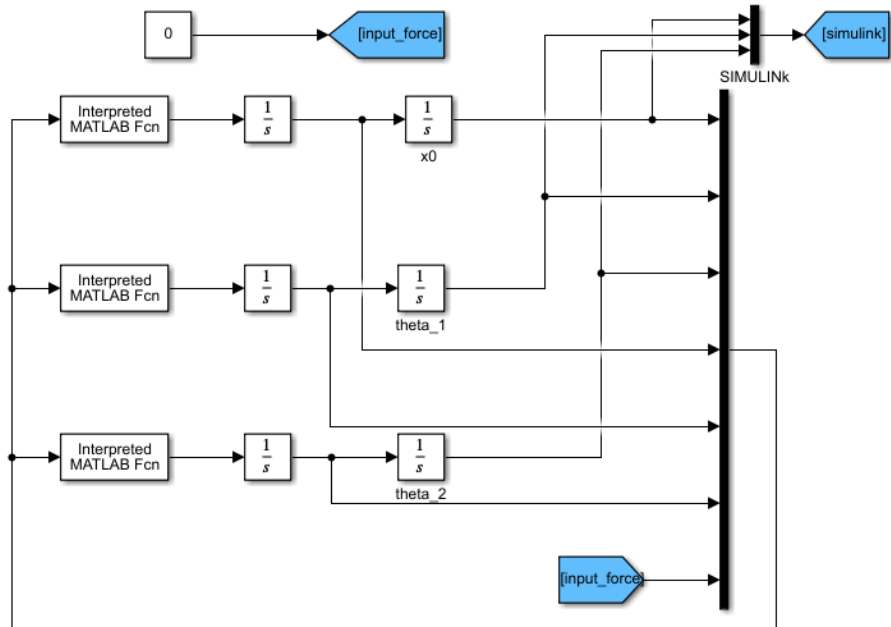 0
[input_force]
[simulink]
SIMULINk
Interpreted
MATLAB Fcn
1
s
1
s
x0
Interpreted
MATLAB Fcn
1
s
1
s
theta_1
Interpreted
MATLAB Fcn
1
s
1
s
theta_2
[input_force]